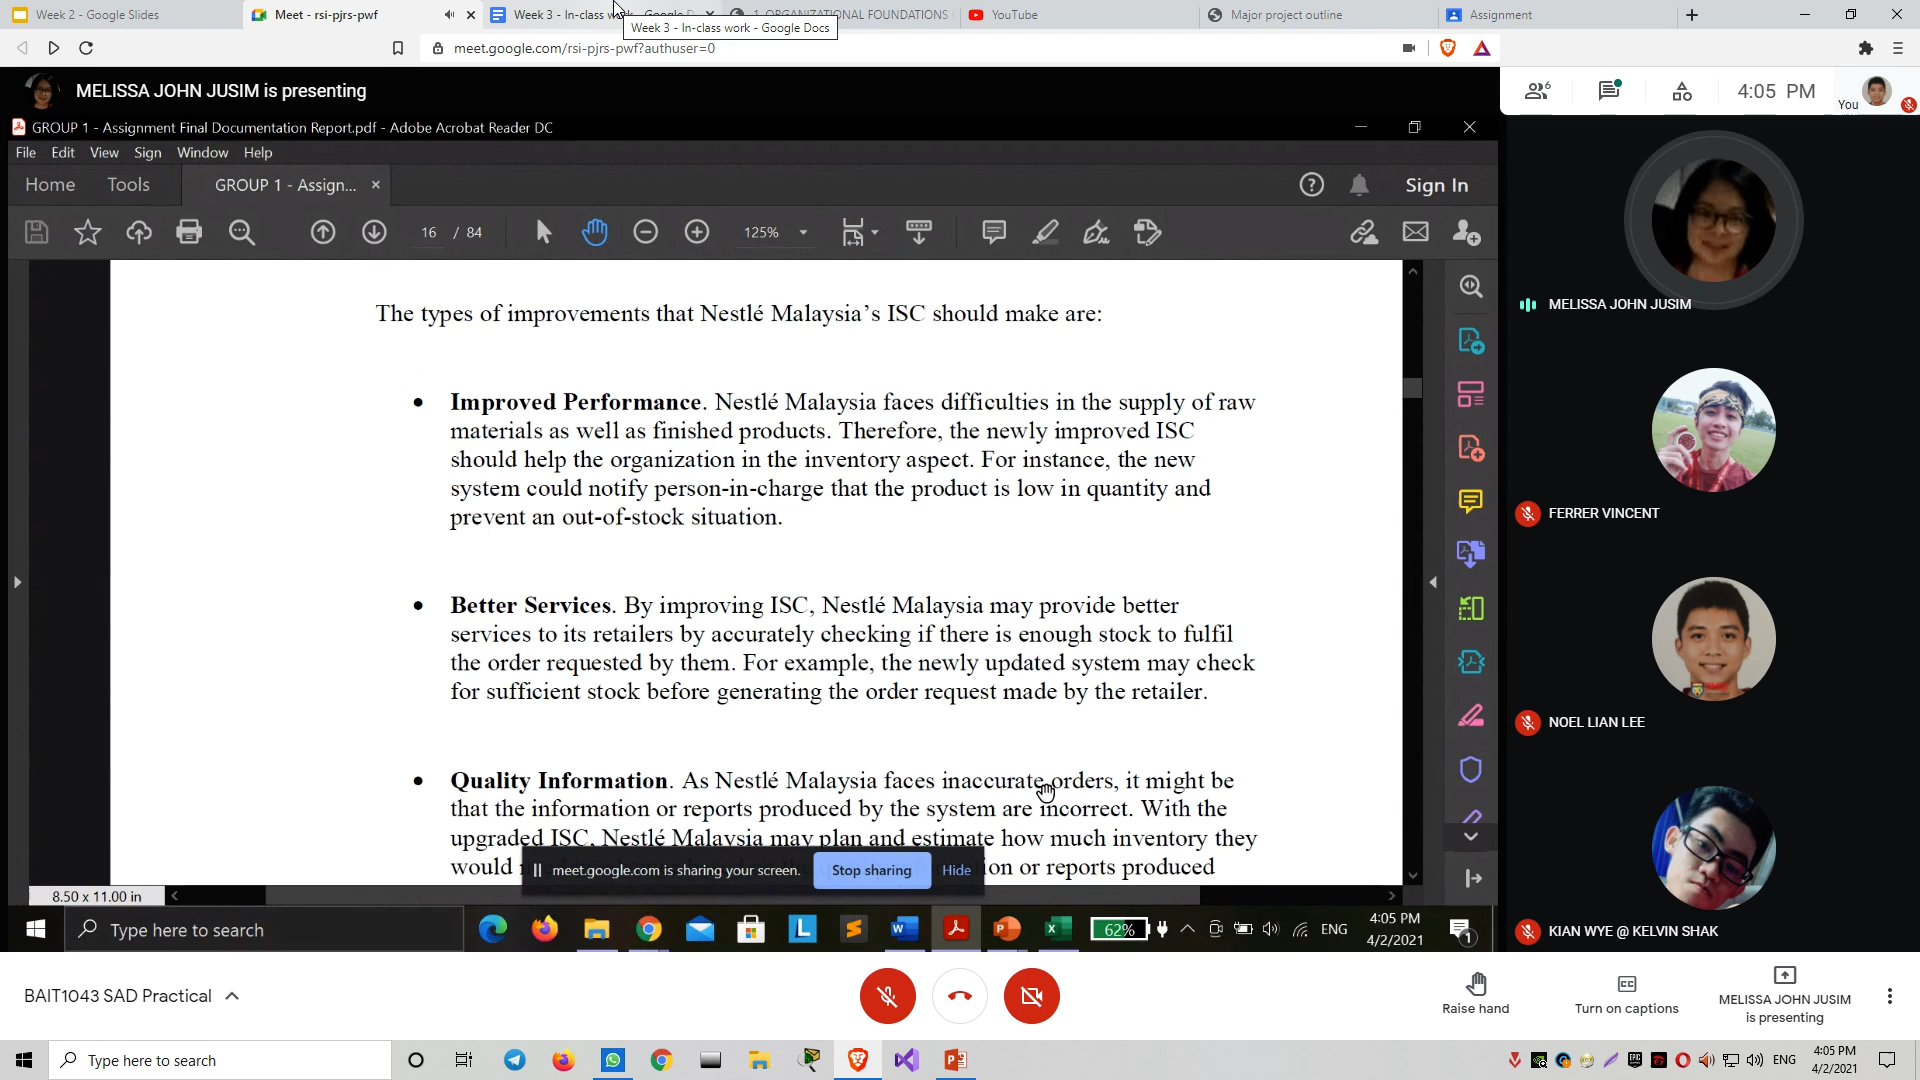 Week 2 - Google Slides
Meet - rsi-pjrs-pwf
Week 3 - In-class work - Google D
1. ORGANIZATIONAL FOUNDATIONS
YouTube
Major project outline
Assignment
Week 3 - In-class work - Google Docs
meet.google.com/rsi-pjrs-pwf?authuser=0
MELISSA JOHN JUSIM is presenting
6
4:05 PM
You
GROUP 1 - Assignment Final Documentation Report.pdf - Adobe Acrobat Reader DC
File Edit View Sign Window Help
Home Tools GROUP 1 - Assign... Sign In
16 / 84 125%
The types of improvements that Nestlé Malaysia's ISC should make are:
• Improved Performance. Nestlé Malaysia faces difficulties in the supply of raw
materials as well as finished products. Therefore, the newly improved ISC
should help the organization in the inventory aspect. For instance, the new
system could notify person-in-charge that the product is low in quantity and
prevent an out-of-stock situation.
• Better Services. By improving ISC, Nestlé Malaysia may provide better
services to its retailers by accurately checking if there is enough stock to fulfil
the order requested by them. For example, the newly updated system may check
for sufficient stock before generating the order request made by the retailer.
• Quality Information. As Nestlé Malaysia faces inaccurate orders, it might be
that the information or reports produced by the system are incorrect. With the
upgraded ISC, Nestlé Malaysia may plan and estimate how much inventory they
would
ion or reports produced
meet.google.com is sharing your screen. Stop sharing Hide
8.50 x 11.00 in
Type here to search
62%
ENG
4:05 PM
4/2/2021
1
MELISSA JOHN JUSIM
FERRER VINCENT
NOEL LIAN LEE
KIAN WYE @ KELVIN SHAK
BAIT1043 SAD Practical
Raise hand
Turn on captions
MELISSA JOHN JUSIM
is presenting
Type here to search
ENG
4:05 PM
4/2/2021